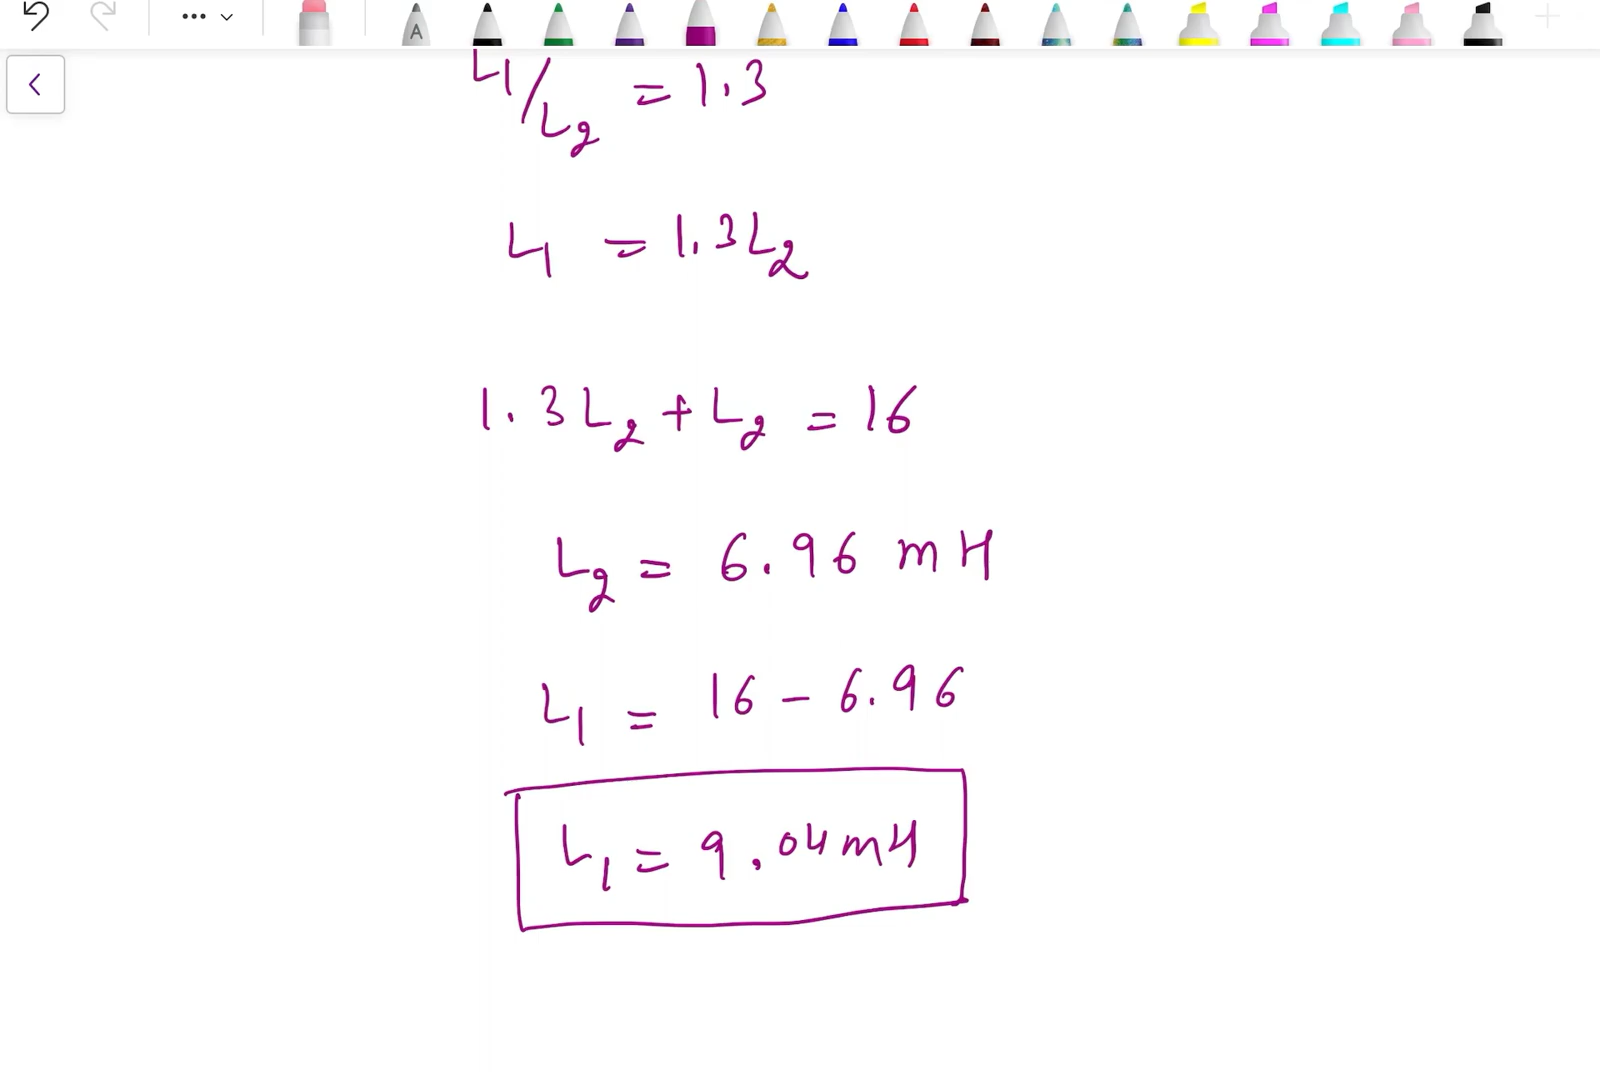 L1/L2 = 1.3
L1 = 1.3L2
1.3L2 + L2 = 16
L2 = 6.96 mH
L1 = 16 - 6.96
L1 = 9.04mH
A